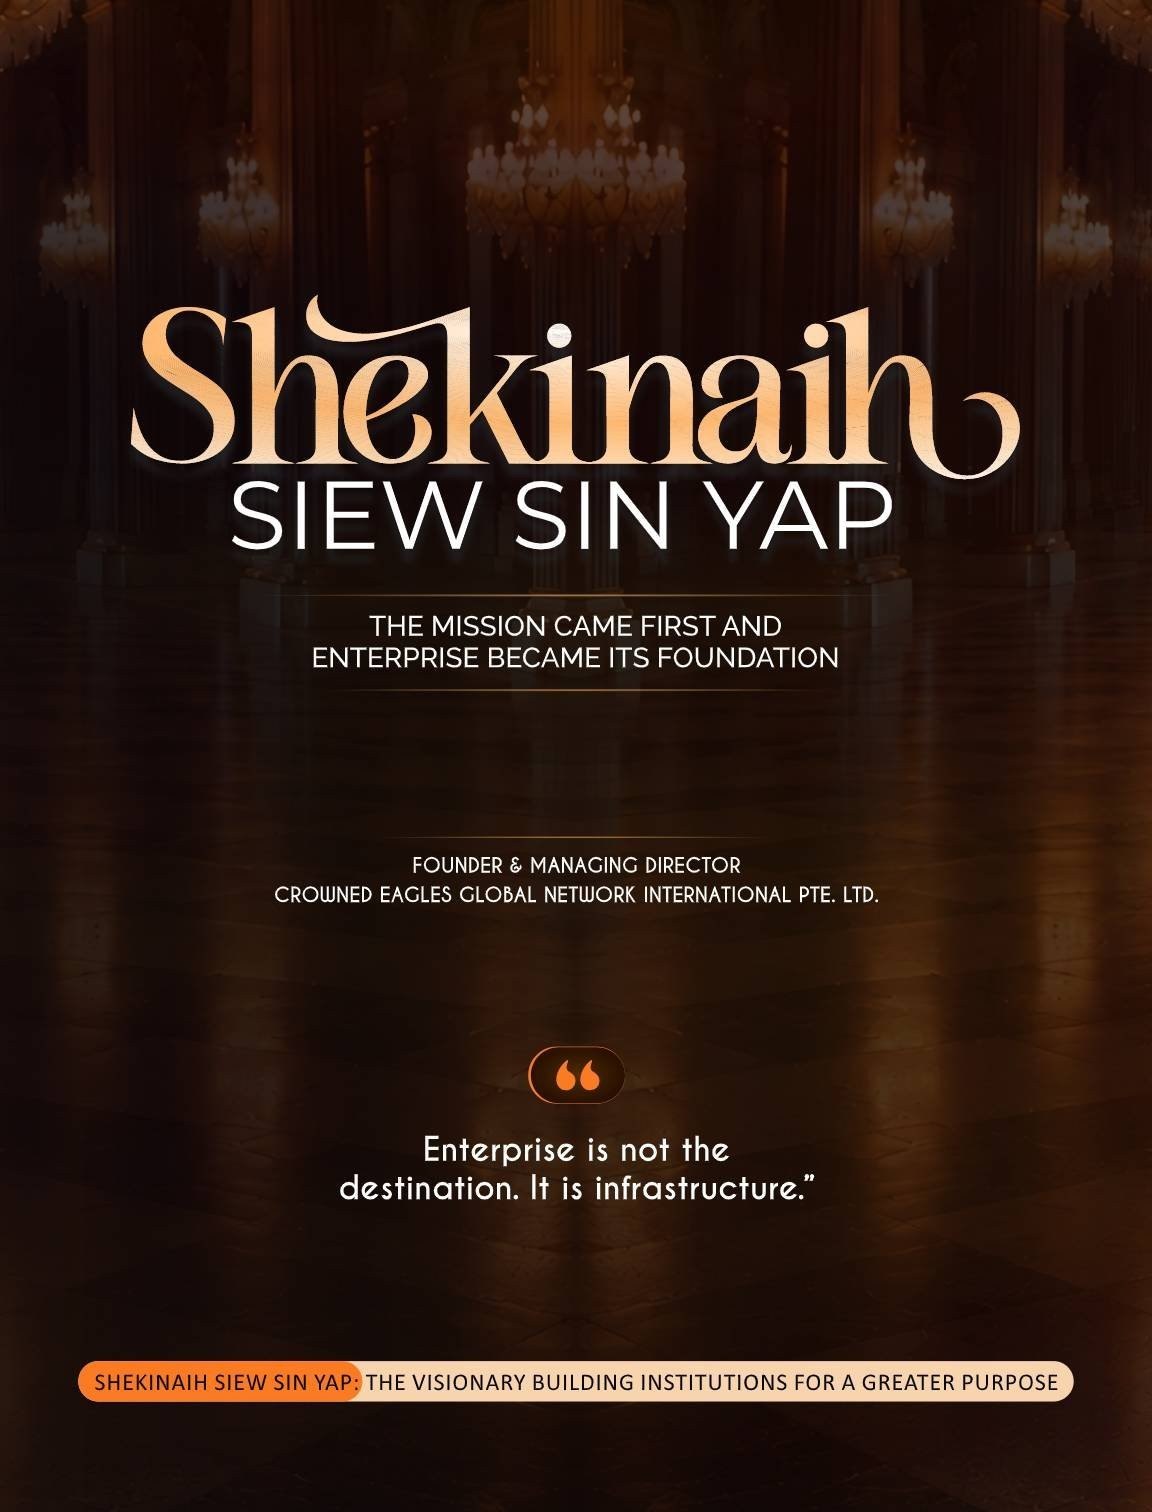 Shekinaih
SIEW SIN YAP
THE MISSION CAME FIRST AND
ENTERPRISE BECAME ITS FOUNDATION
FOUNDER & MANAGING DIRECTOR
CROWNED EAGLES GLOBAL NETWORK INTERNATIONAL PTE. LTD.
“
Enterprise is not the
destination. It is infrastructure.”
SHEKINAIH SIEW SIN YAP: THE VISIONARY BUILDING INSTITUTIONS FOR A GREATER PURPOSE